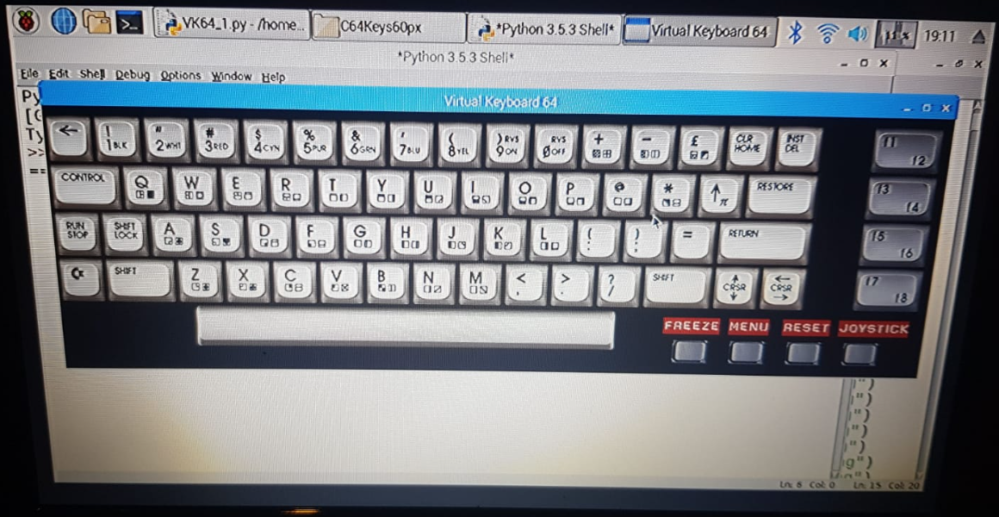 VK64_1.py - /home... C64Keys60px *Python 3.5.3 Shell* Virtual Keyboard 64 11 % 19:11
*Python 3.5.3 Shell*
File Edit Shell Debug Options Window Help
Py
Virtual Keyboard 64
[G
Ty
>>
==
← ! 1 BLK " 2 WHT # 3 RED $ 4 CYN % 5 PUR & 6 GRN ' 7 BLU ( 8 YEL ) RVS 9 ON RVS 0 OFF + − £ CLR HOME INST DEL f1 f2
CONTROL Q W E R T Y U I O P @ * ↑ π RESTORE f3 f4
RUN STOP SHIFT LOCK A S D F G H J K L [ : ] ; = RETURN f5 f6
C= SHIFT Z X C V B N M < , > . ? / SHIFT ↑ CRSR ↓ ← CRSR → f7 f8
FREEZE MENU RESET JOYSTICK
")
")
")
")
")
g")
g")
Ln: 6 Col: 0 Ln: 15 Col: 20